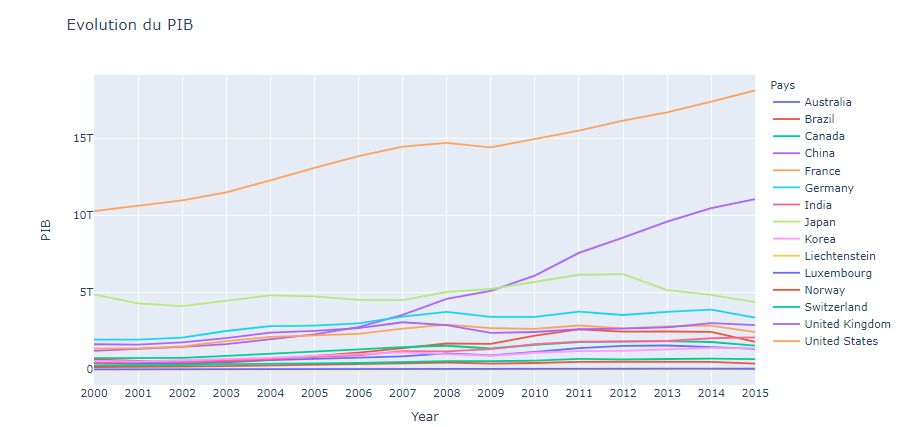 Evolution du PIB
Pays
Australia
Brazil
Canada
China
France
Germany
India
Japan
Korea
Liechtenstein
Luxembourg
Norway
Switzerland
United Kingdom
United States
PIB
15T
10T
5T
0
2000 2001 2002 2003 2004 2005 2006 2007 2008 2009 2010 2011 2012 2013 2014 2015
Year